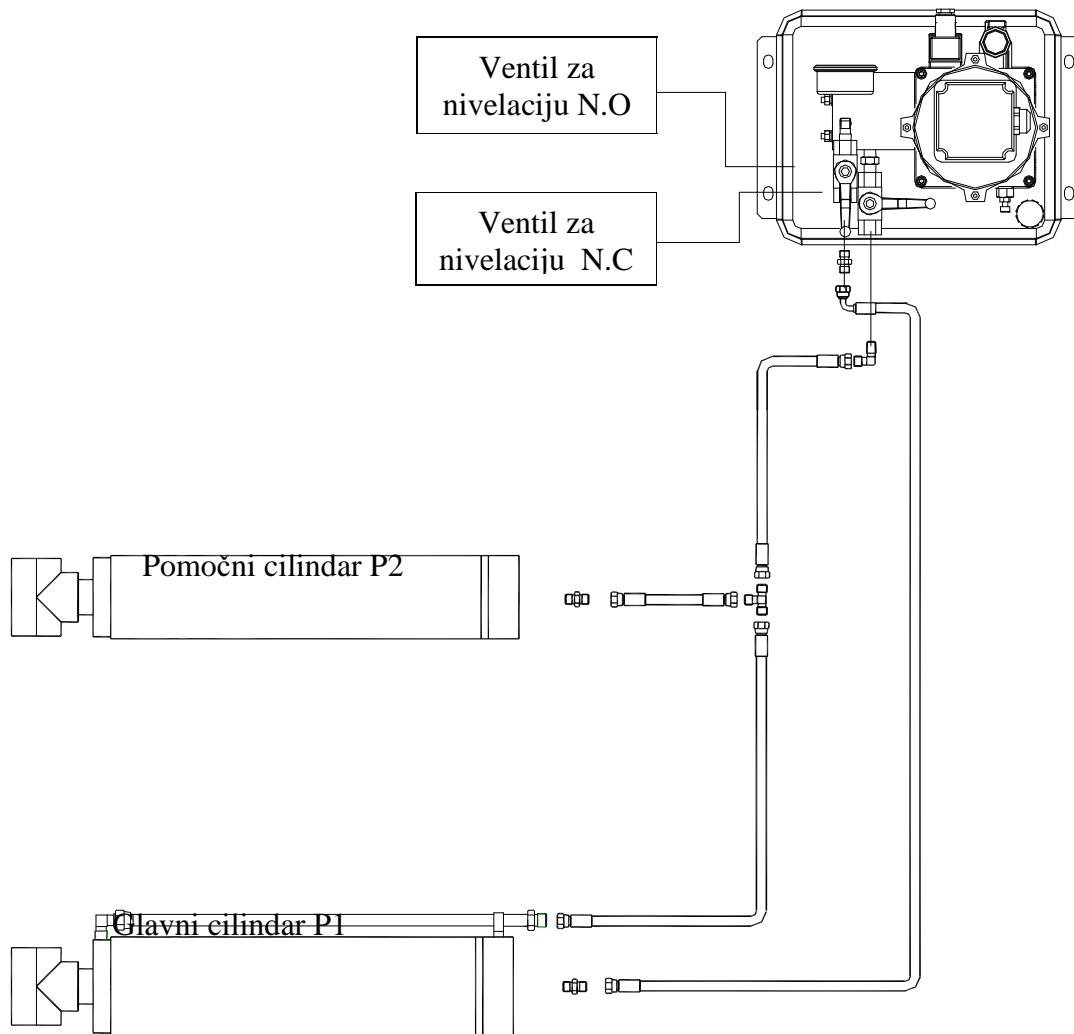 Ventil za
nivelaciju N.O
Ventil za
nivelaciju N.C
Pomočni cilindar P2
Glavni cilindar P1